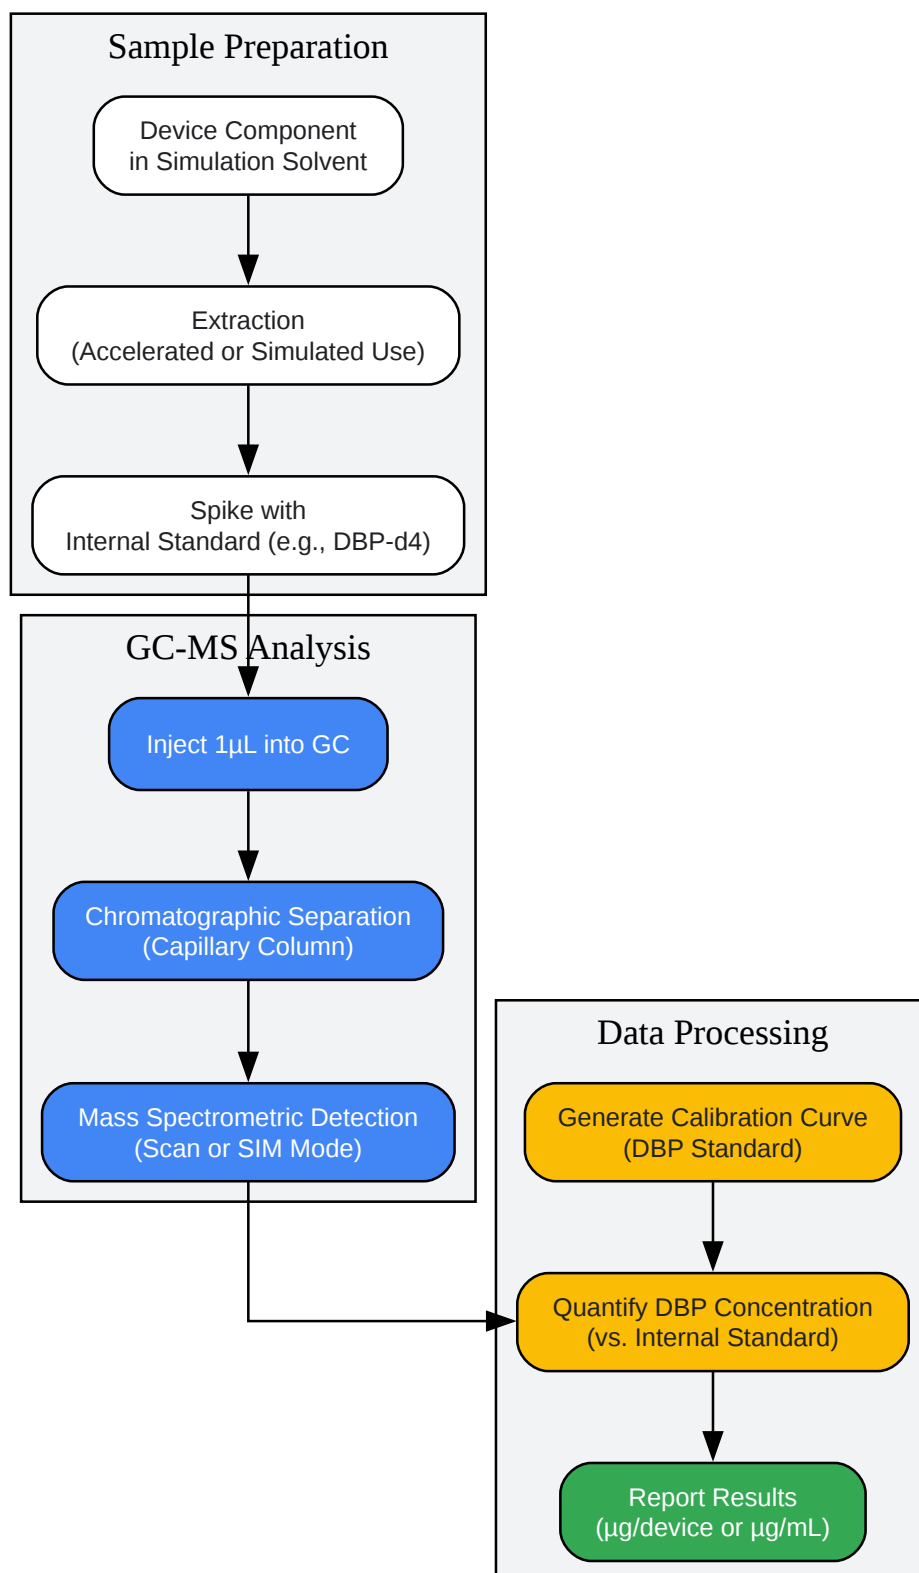 Sample Preparation
Device Component
in Simulation Solvent
Extraction
(Accelerated or Simulated Use)
Spike with
Internal Standard (e.g., DBP-d4)
GC-MS Analysis
Inject 1µL into GC
Chromatographic Separation
(Capillary Column)
Mass Spectrometric Detection
(Scan or SIM Mode)
Data Processing
Generate Calibration Curve
(DBP Standard)
Quantify DBP Concentration
(vs. Internal Standard)
Report Results
(µg/device or µg/mL)